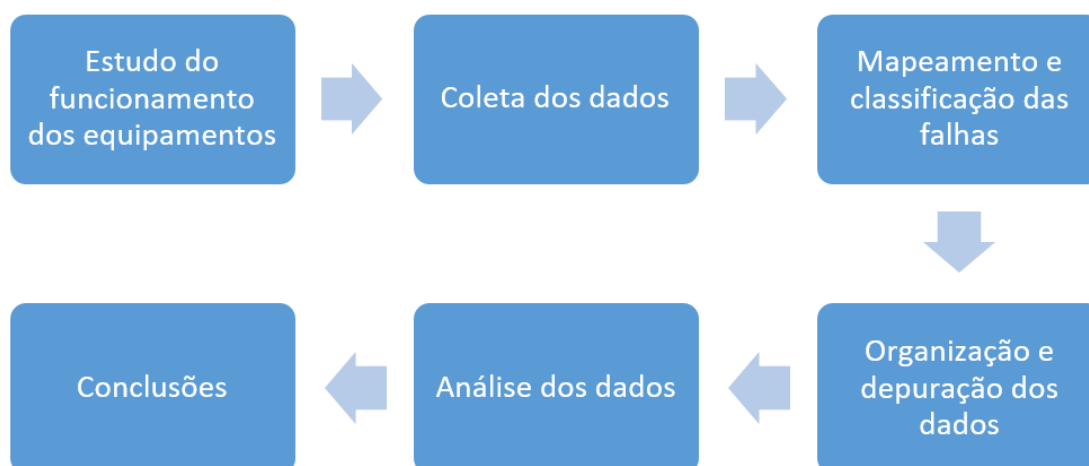 Estudo do
funcionamento
dos equipamentos
Coleta dos dados
Mapeamento e
classificação das
falhas
Organização e
depuração dos
dados
Análise dos dados
Conclusões